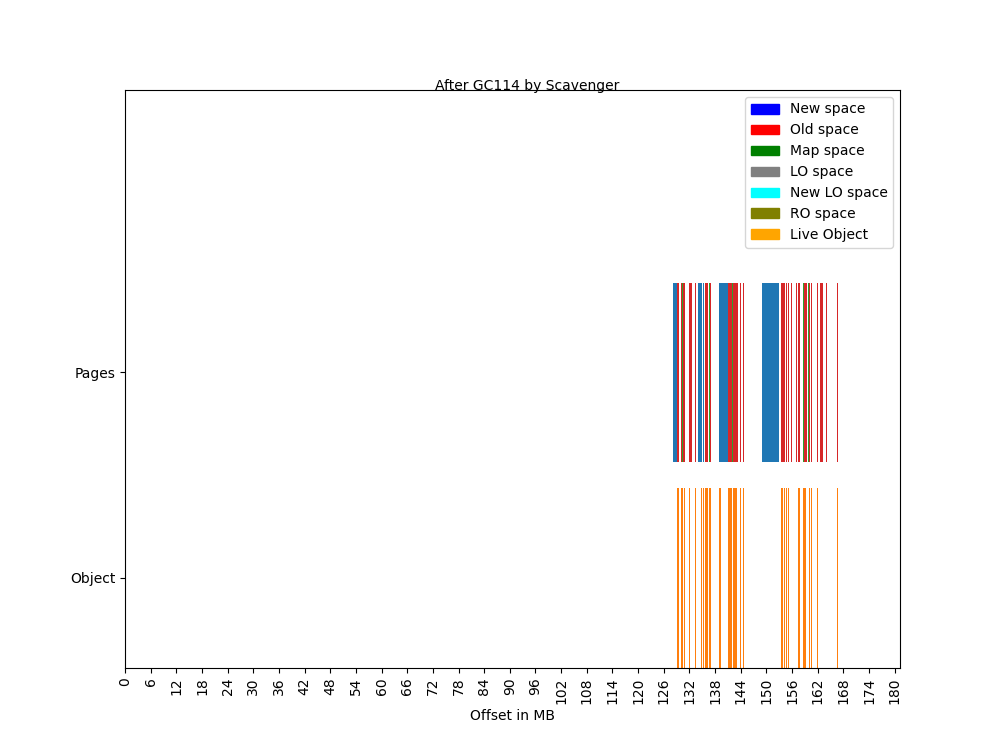 After GC114 by Scavenger
New space
Old space
Map space
LO space
New LO space
RO space
Live Object
Pages
Object
0 6 12 18 24 30 36 42 48 54 60 66 72 78 84 90 96 102 108 114 120 126 132 138 144 150 156 162 168 174 180
Offset in MB